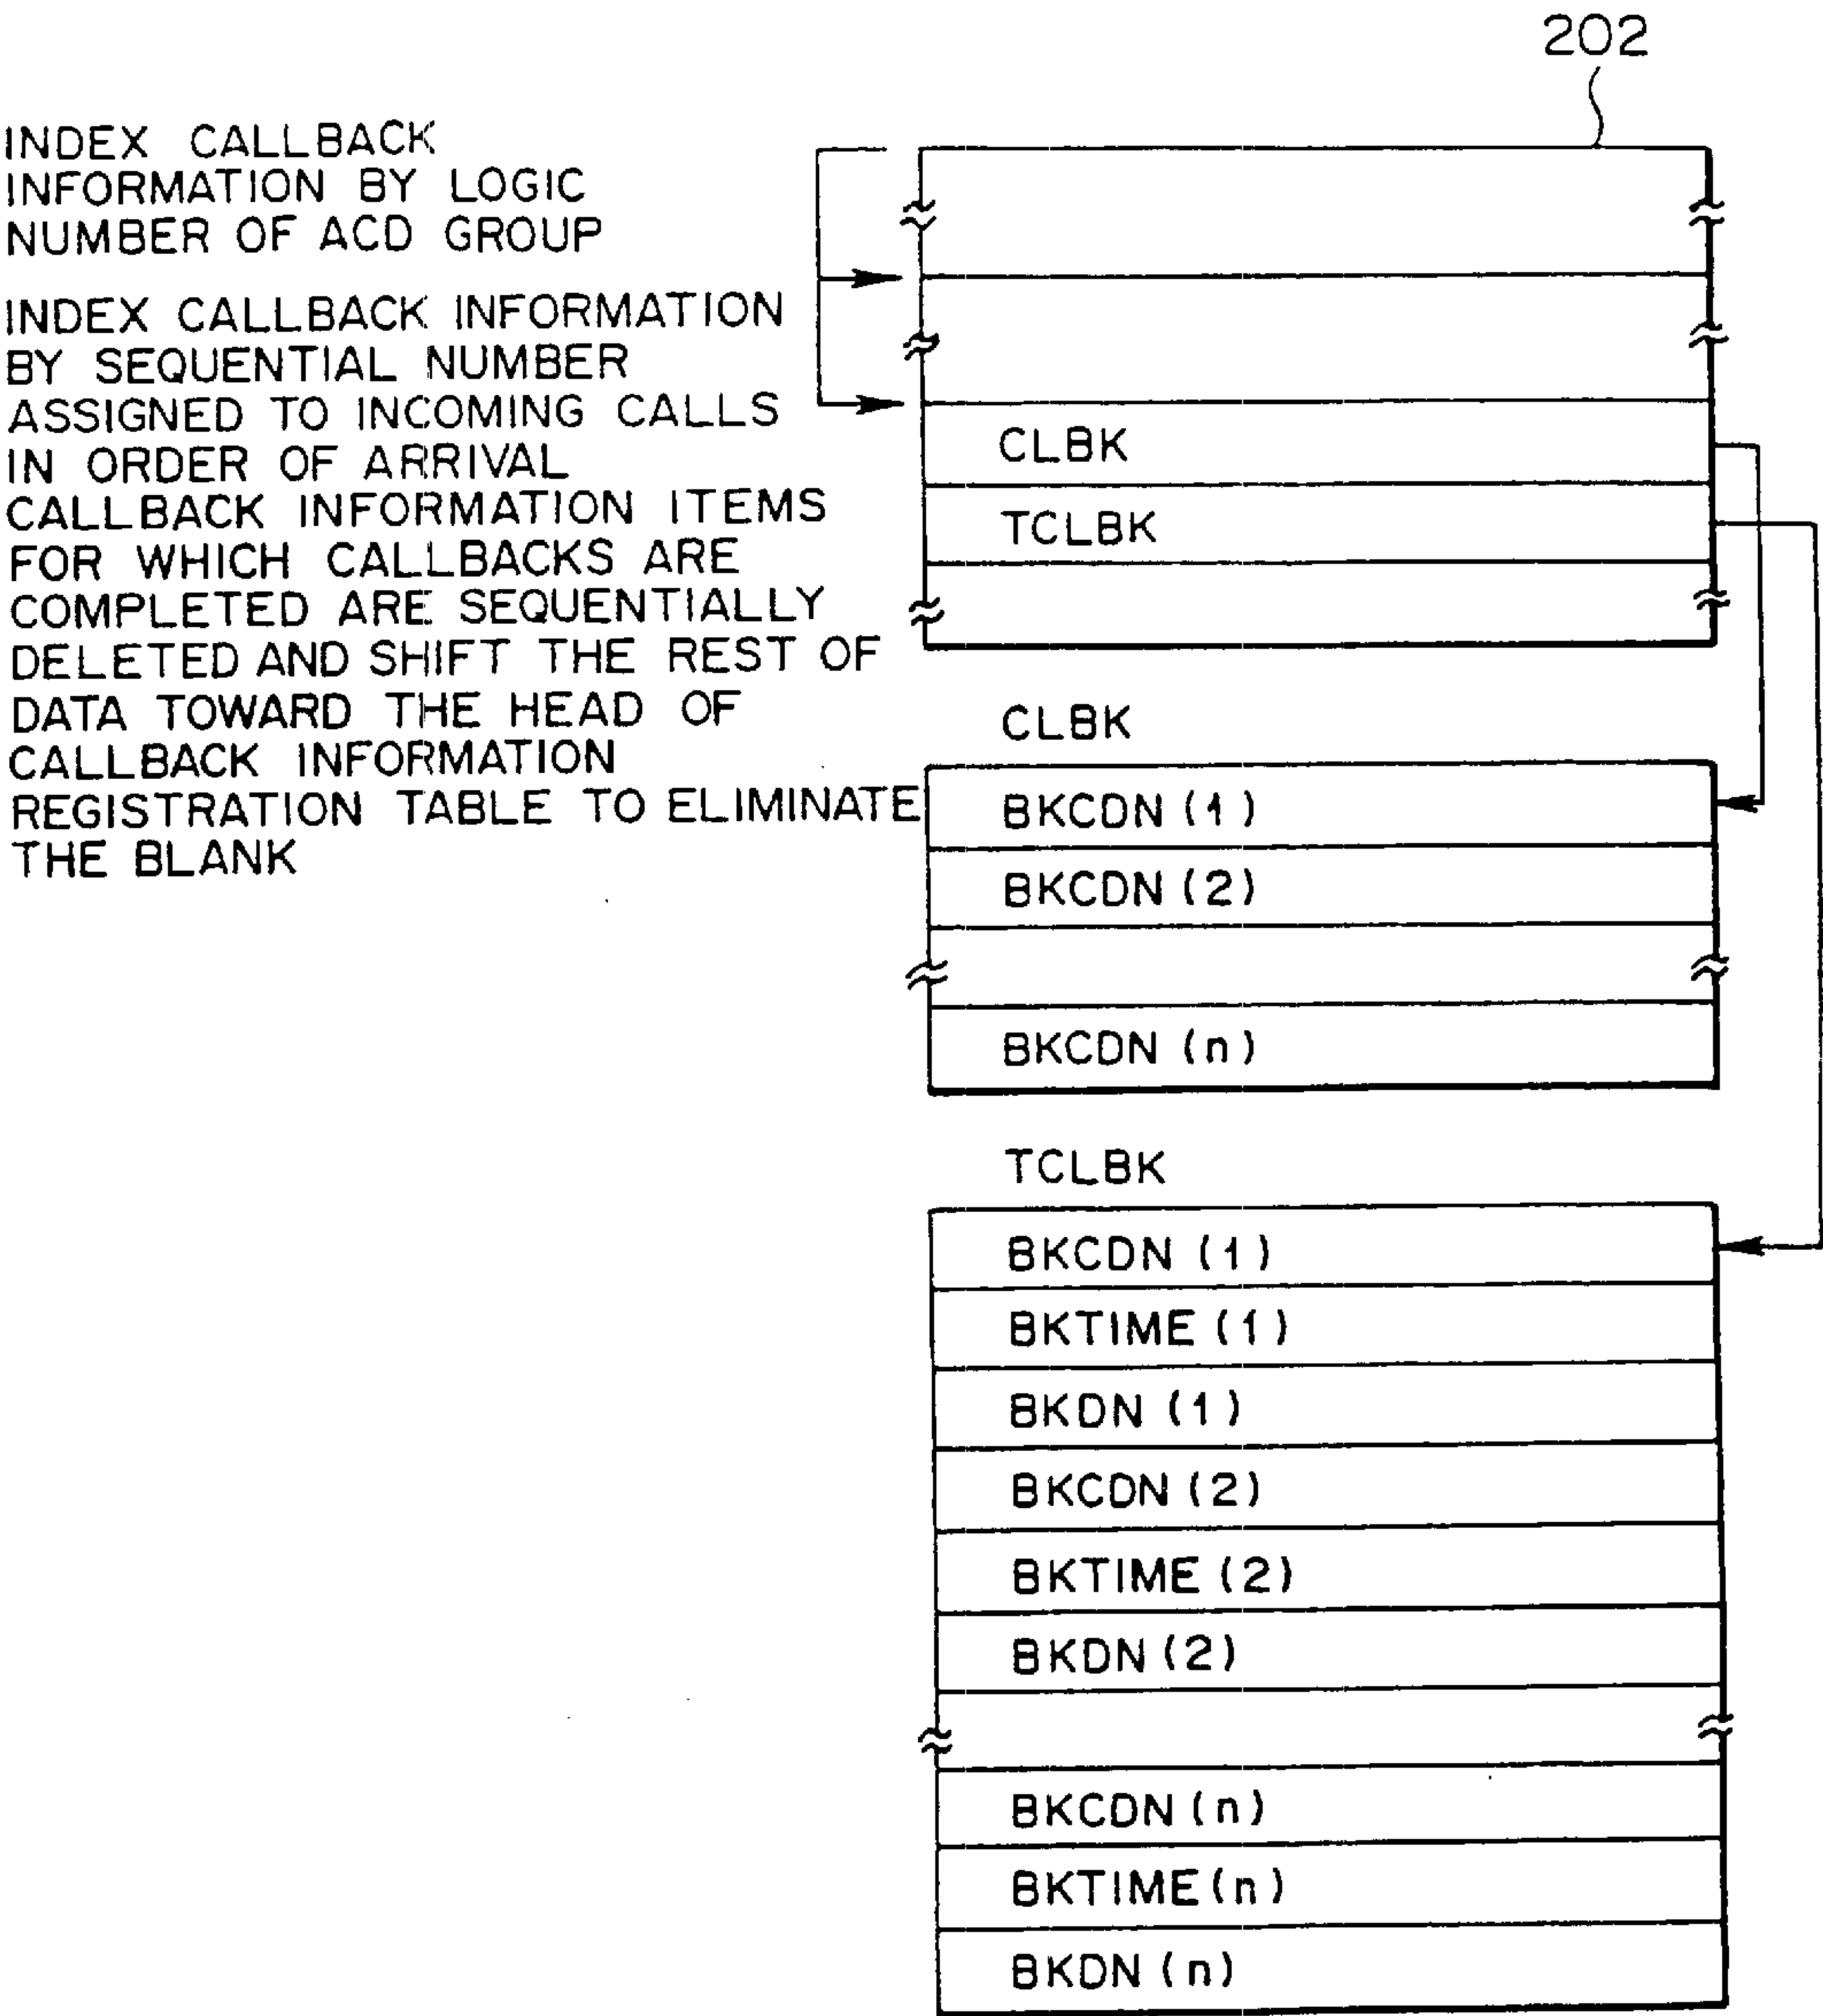 202
INDEX CALLBACK
INFORMATION BY LOGIC
NUMBER OF ACD GROUP
INDEX CALLBACK INFORMATION
BY SEQUENTIAL NUMBER
ASSIGNED TO INCOMING CALLS
IN ORDER OF ARRIVAL
CALLBACK INFORMATION ITEMS
FOR WHICH CALLBACKS ARE
COMPLETED ARE SEQUENTIALLY
DELETED AND SHIFT THE REST OF
DATA TOWARD THE HEAD OF
CALLBACK INFORMATION
REGISTRATION TABLE TO ELIMINATE
THE BLANK
CLBK
TCLBK
CLBK
BKCDN (1)
BKCDN (2)
BKCDN (n)
TCLBK
BKCDN (1)
BKTIME (1)
BKDN (1)
BKCDN (2)
BKTIME (2)
BKDN (2)
BKCDN (n)
BKTIME (n)
BKDN (n)